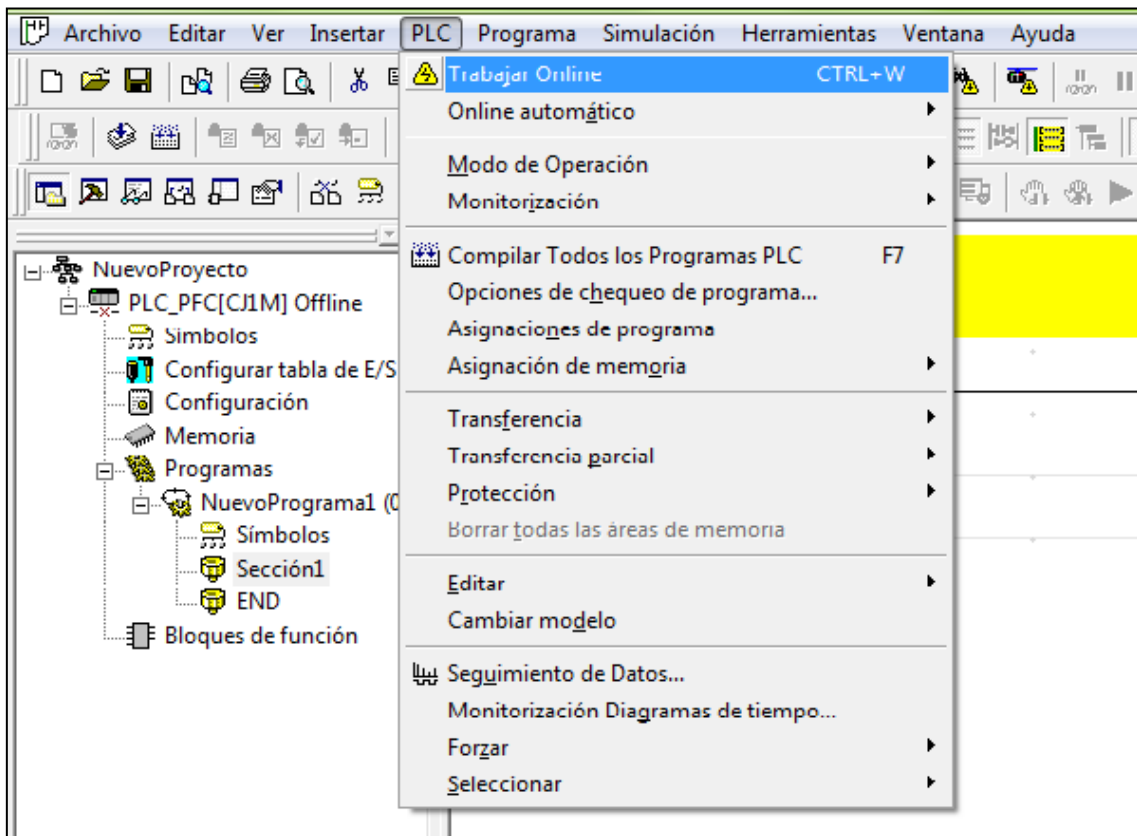 Archivo Editar Ver Insertar PLC Programa Simulación Herramientas Ventana Ayuda
Trabajar Online CTRL+W
Online automático
Modo de Operación
Monitorización
Compilar Todos los Programas PLC F7
Opciones de chequeo de programa...
Asignaciones de programa
Asignación de memoria
Transferencia
Transferencia parcial
Protección
Borrar todas las áreas de memoria
Editar
Cambiar modelo
Seguimiento de Datos...
Monitorización Diagramas de tiempo...
Forzar
Seleccionar
NuevoProyecto
PLC_PFC[CJ1M] Offline
Símbolos
Configurar tabla de E/S
Configuración
Memoria
Programas
NuevoPrograma1 (0
Símbolos
Sección1
END
Bloques de función